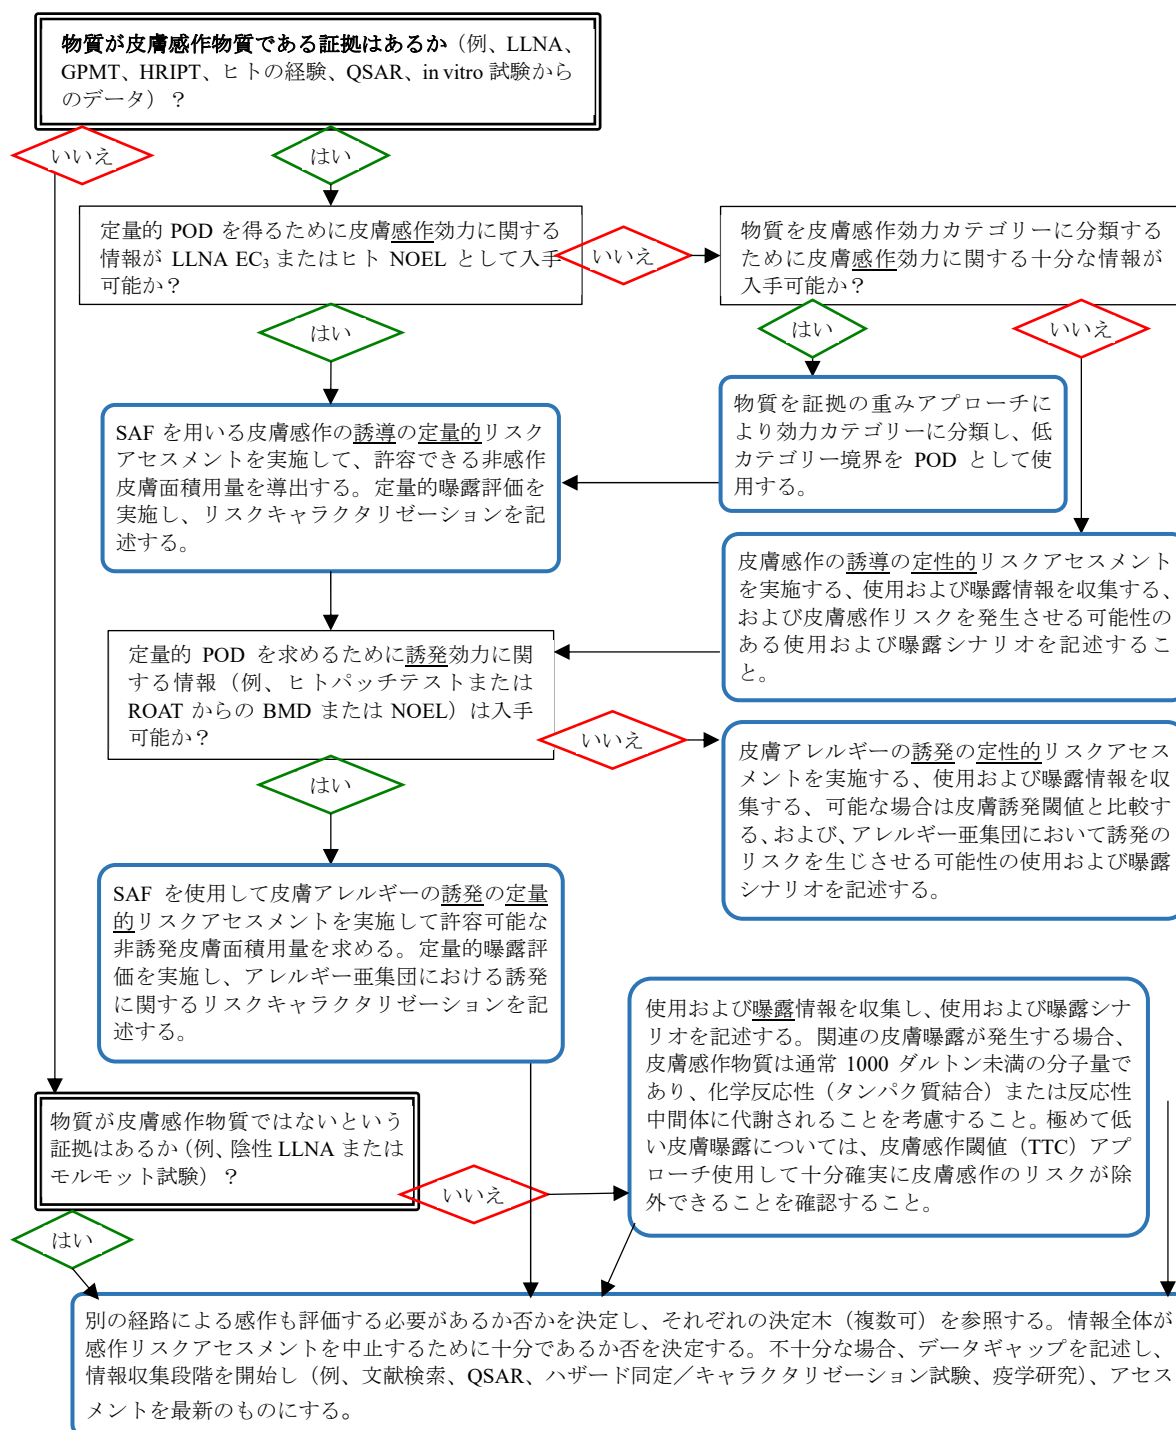 物質が皮膚感作物質である証拠はあるか（例、LLNA、
GPMT、HRIPT、ヒトの経験、QSAR、in vitro 試験から
のデータ）？
いいえ
はい
定量的 POD を得るために皮膚感作効力に関する
情報が LLNA EC₃ またはヒト NOEL として入手
可能か？
いいえ
物質を皮膚感作効力カテゴリーに分類する
ために皮膚感作効力に関する十分な情報が
入手可能か？
はい
はい
いいえ
物質を証拠の重みアプローチに
より効力カテゴリーに分類し、低
カテゴリー境界を POD として使
用する。
SAF を用いる皮膚感作の誘導の定量的リスク
アセスメントを実施して、許容できる非感作
皮膚面積用量を導出する。定量的曝露評価を
実施し、リスクキャラクタリゼーションを記
述する。
皮膚感作の誘導の定性的リスクアセスメント
を実施する、使用および曝露情報を収集する、
および皮膚感作リスクを発生させる可能性の
ある使用および曝露シナリオを記述するこ
と。
定量的 POD を求めるために誘発効力に関
する情報（例、ヒトパッチテストまたは
ROAT からの BMD または NOEL）は入手
可能か？
いいえ
はい
皮膚アレルギーの誘発の定性的リスクアセス
メントを実施する、使用および曝露情報を収
集する、可能な場合は皮膚誘発閾値と比較す
る、および、アレルギー亜集団において誘発の
リスクを生じさせる可能性の使用および曝露
シナリオを記述する。
SAF を使用して皮膚アレルギーの誘発の定量
的リスクアセスメントを実施して許容可能な
非誘発皮膚面積用量を求める。定量的曝露評
価を実施し、アレルギー亜集団における誘発
に関するリスクキャラクタリゼーションを記
述する。
使用および曝露情報を収集し、使用および曝露シナ
リオを記述する。関連の皮膚曝露が発生する場合、
皮膚感作物質は通常 1000 ダルトン未満の分子量で
あり、化学反応性（タンパク質結合）または反応性
中間体に代謝されることを考慮すること。極めて低
い皮膚曝露については、皮膚感作閾値（TTC）アプ
ローチ使用して十分確実に皮膚感作のリスクが除
外できることを確認すること。
物質が皮膚感作物質ではないという
証拠はあるか（例、陰性 LLNA または
モルモット試験）？
いいえ
はい
別の経路による感作も評価する必要があるか否かを決定し、それぞれの決定木（複数可）を参照する。情報全体が
感作リスクアセスメントを中止するために十分であるか否を決定する。不十分な場合、データギャップを記述し、
情報収集段階を開始し（例、文献検索、QSAR、ハザード同定／キャラクタリゼーション試験、疫学研究）、アセス
メントを最新のものにする。